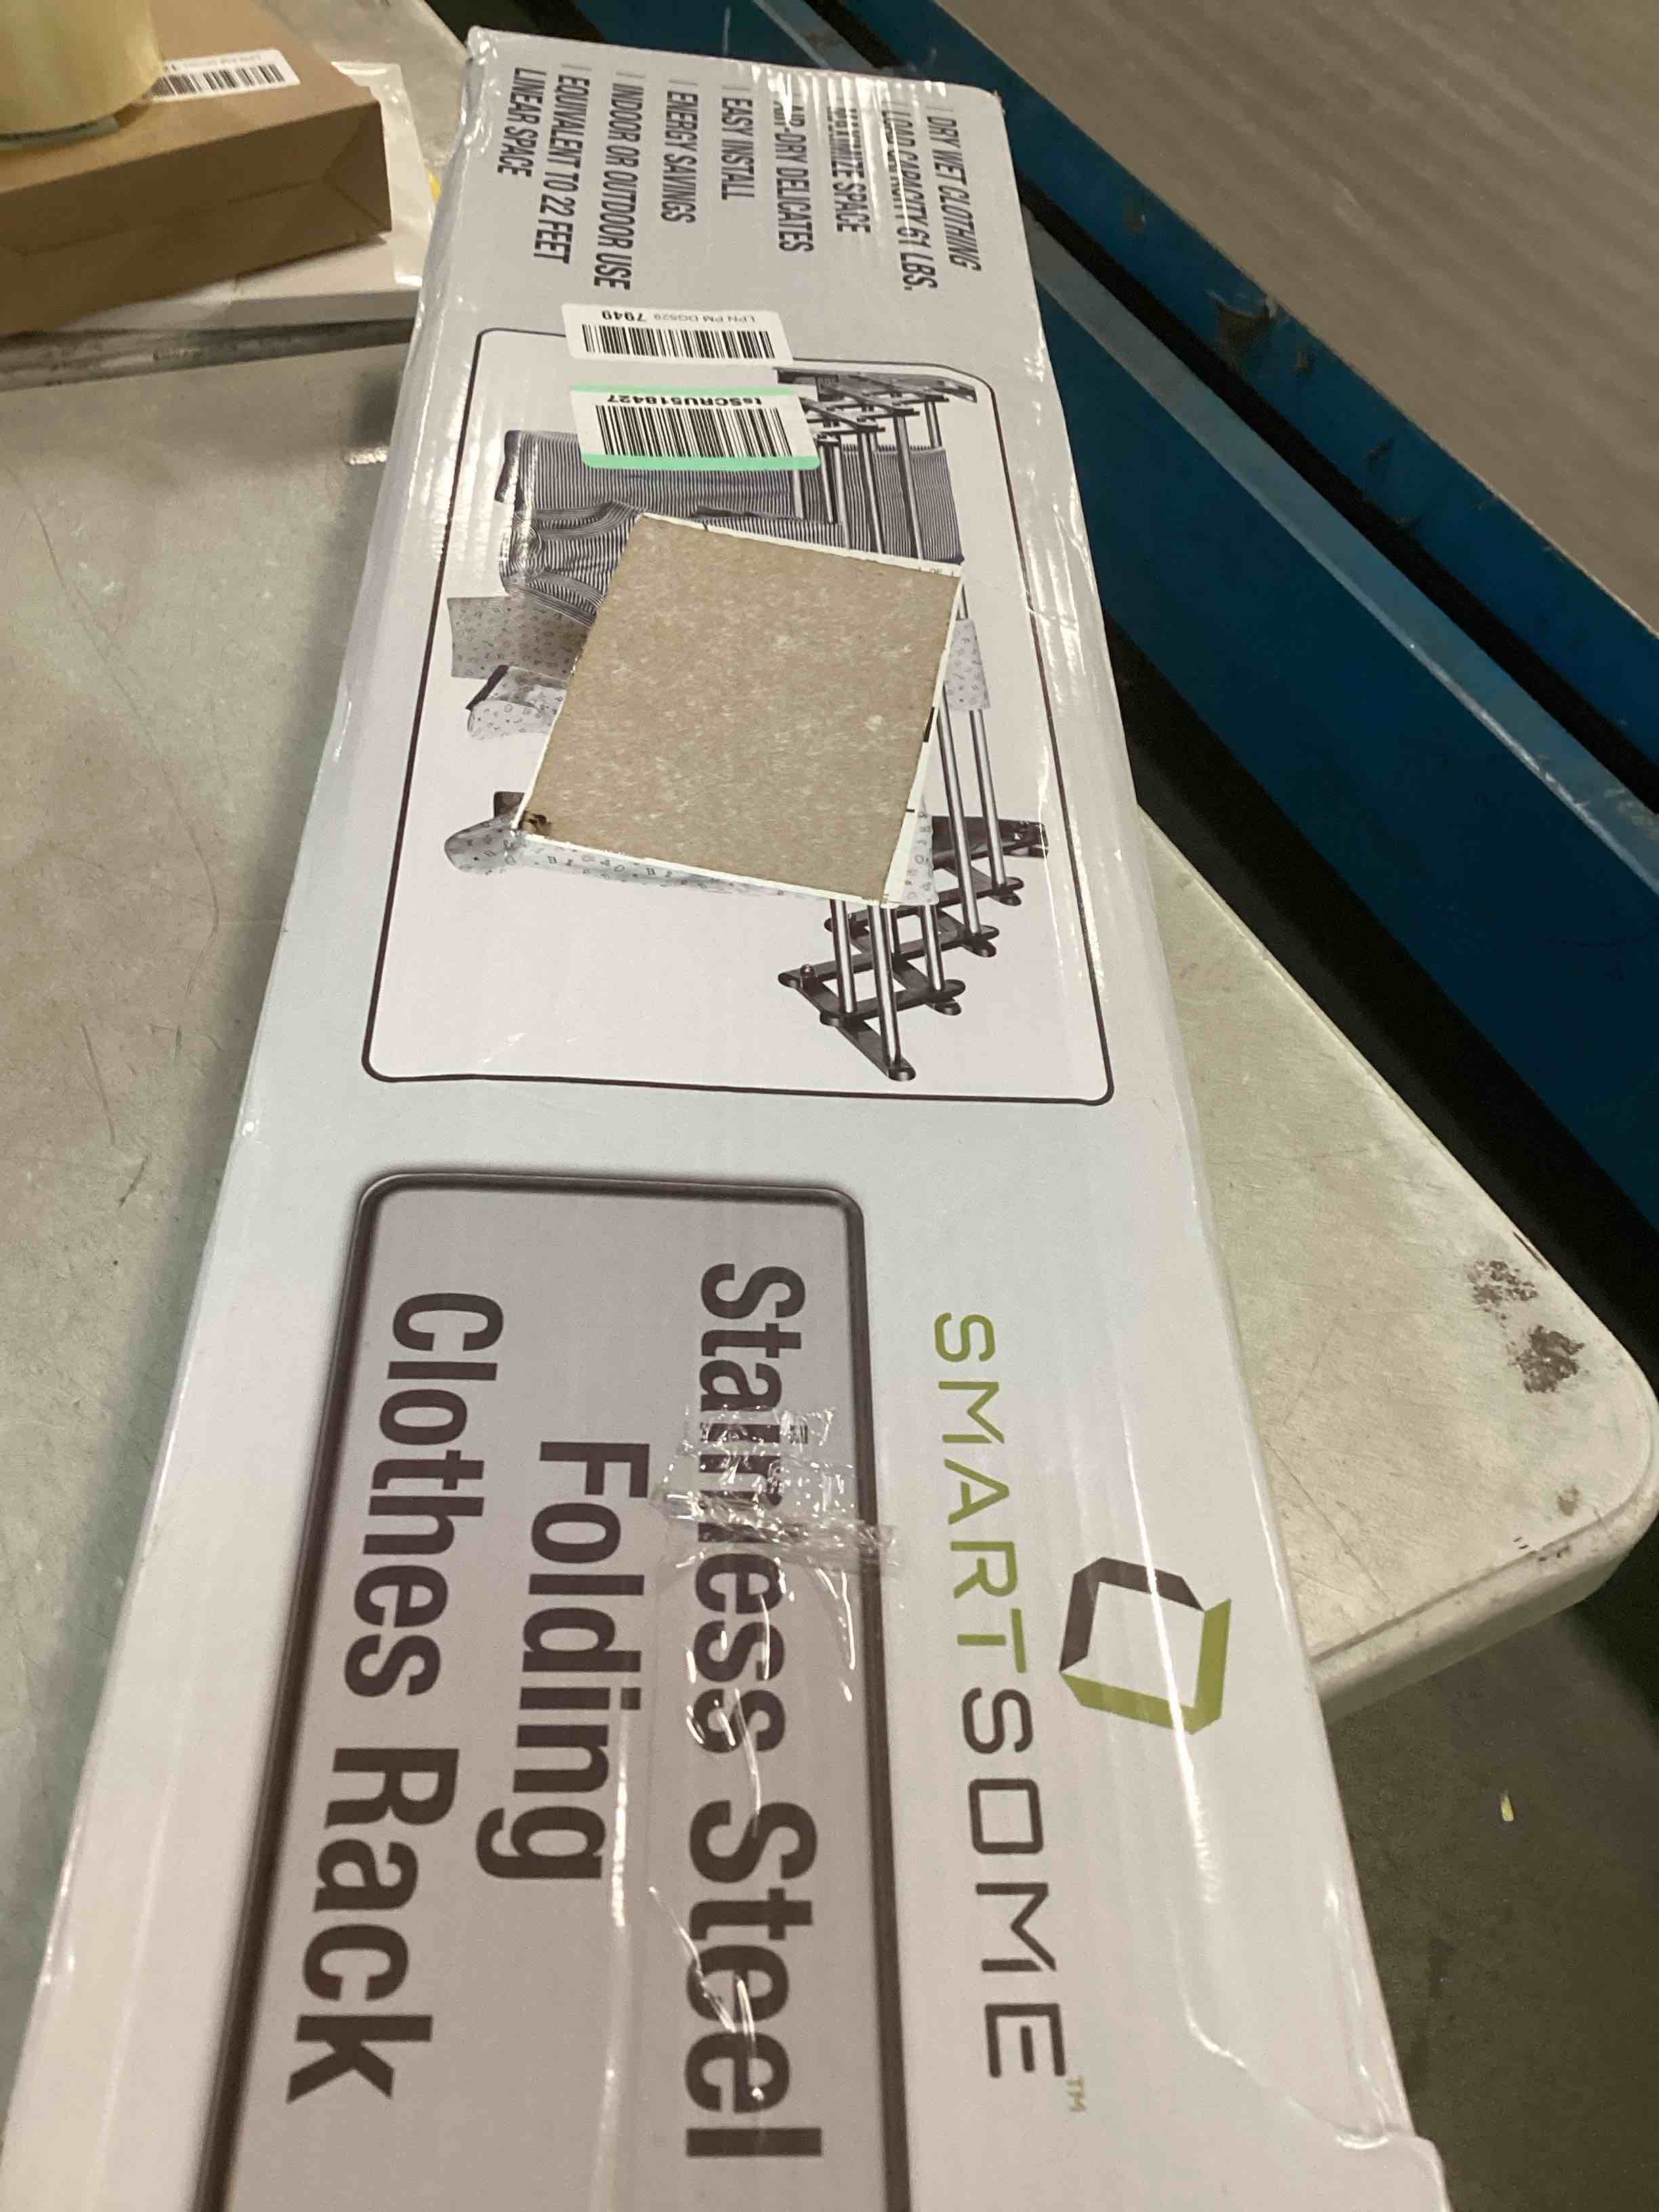 SMARTSOME™
Stainless Steel
Folding
Clothes Rack
| DRY WET CLOTHING
| LOAD CAPACITY 61 LBS.
SPACE
| AIR-DRY DELICATES
| EASY INSTALL
| ENERGY SAVINGS
| INDOOR OR OUTDOOR USE
| EQUIVALENT TO 22 FEET
LINEAR SPACE
LPN PM DG529 7949
tsSCRU518427